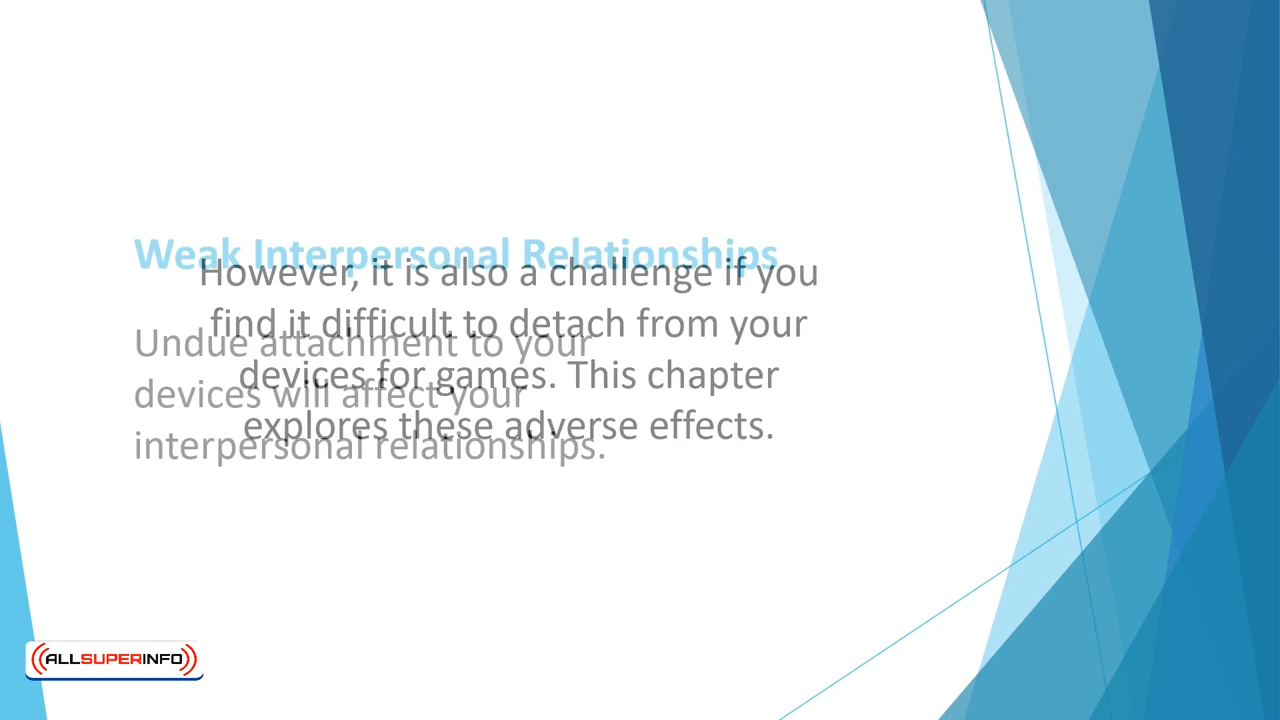 Weak Interpersonal Relationships
However, it is also a challenge if you
find it difficult to detach from your
devices for games. This chapter
explores these adverse effects.
Undue attachment to your
devices will affect your
interpersonal relationships.
ALLSUPERINFO